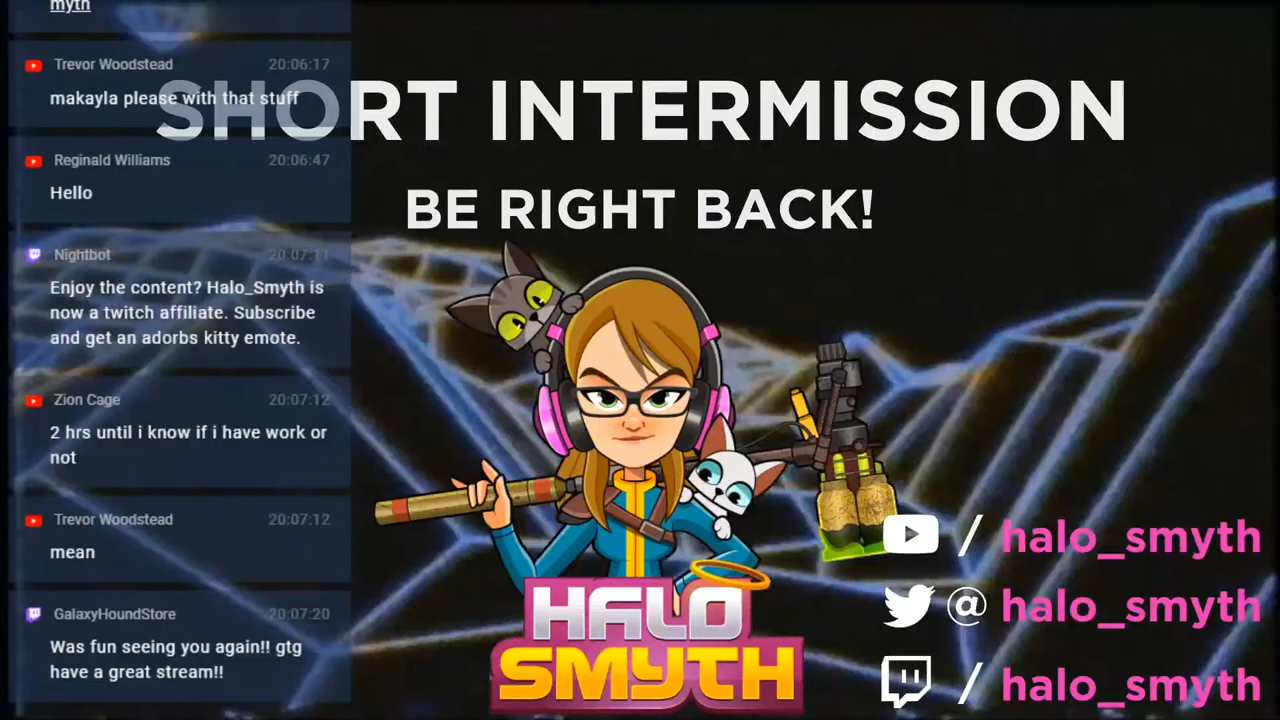 myth
Trevor Woodstead 20:06:17
makayla please with that stuff
Reginald Williams 20:06:47
Hello
Nightbot 20:07:11
Enjoy the content? Halo_Smyth is
now a twitch affiliate. Subscribe
and get an adorbs kitty emote.
Zion Cage 20:07:12
2 hrs until i know if i have work or
not
Trevor Woodstead 20:07:12
mean
GalaxyHoundStore 20:07:20
Was fun seeing you again!! gtg
have a great stream!!
SHORT INTERMISSION
BE RIGHT BACK!
HALO
SMYTH
/ halo_smyth
@ halo_smyth
/ halo_smyth